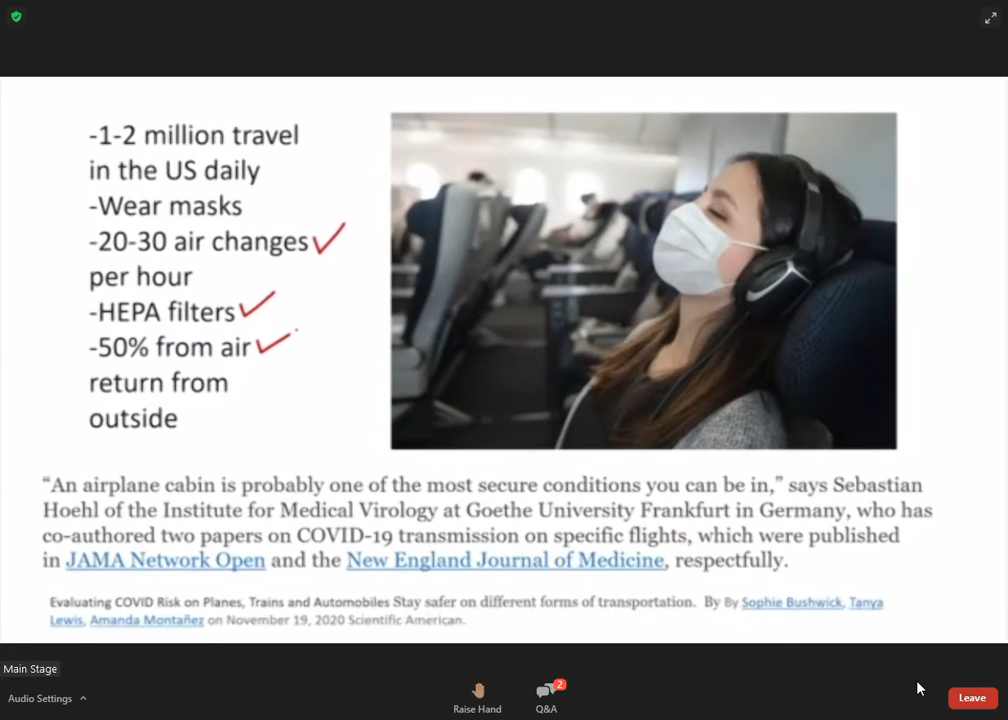 -1-2 million travel
in the US daily
-Wear masks
-20-30 air changes
per hour
-HEPA filters
-50% from air
return from
outside
“An airplane cabin is probably one of the most secure conditions you can be in,” says Sebastian
Hoehl of the Institute for Medical Virology at Goethe University Frankfurt in Germany, who has
co-authored two papers on COVID-19 transmission on specific flights, which were published
in JAMA Network Open and the New England Journal of Medicine, respectfully.
Evaluating COVID Risk on Planes, Trains and Automobiles Stay safer on different forms of transportation. By By Sophie Bushwick, Tanya
Lewis, Amanda Montañez on November 19, 2020 Scientific American.
Main Stage
Audio Settings
Raise Hand
2
Q&A
Leave